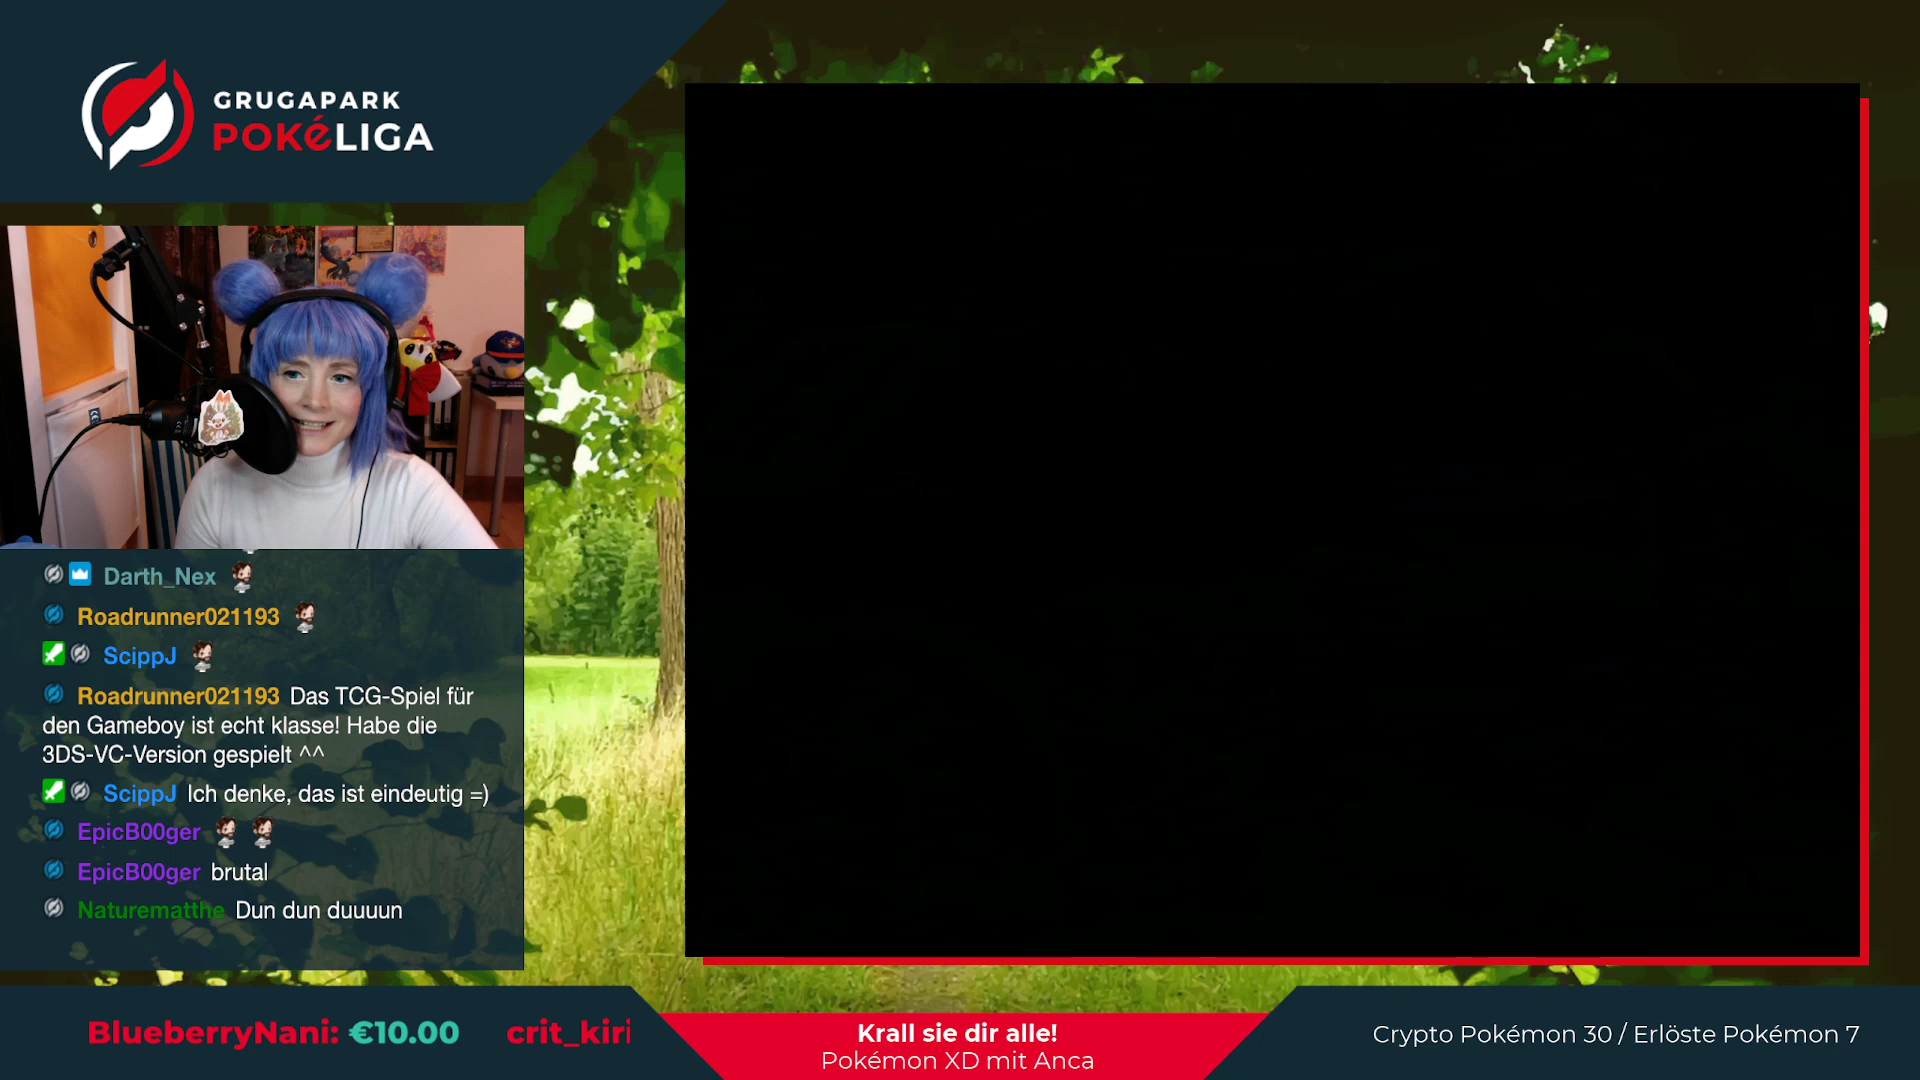 GRUGAPARK
POKéLIGA
Darth_Nex
Roadrunner021193
ScippJ
Roadrunner021193 Das TCG-Spiel für
den Gameboy ist echt klasse! Habe die
3DS-VC-Version gespielt ^^
ScippJ Ich denke, das ist eindeutig =)
EpicB00ger
EpicB00ger brutal
Naturematthe Dun dun duuuun
BlueberryNani: €10.00 crit_kiri
Krall sie dir alle!
Pokémon XD mit Anca
Crypto Pokémon 30 / Erlöste Pokémon 7